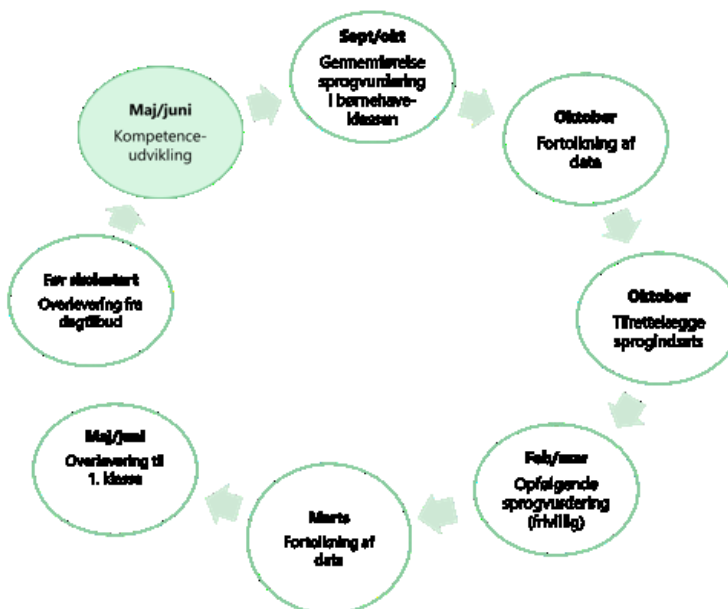 Sept/okt
Gennemførelse
sprogvurdering
i børnehave-
klassen
Maj/juni
Kompetence-
udvikling
Oktober
Fortolkning af
data
Før skolestart
Overlevering fra
dagtilbud
Oktober
Tilrettelægge
sprogindsats
Maj/juni
Overlevering til
1. klasse
Feb/mar
Opfølgende
sprogvurdering
(frivillig)
Marts
Fortolkning af
data